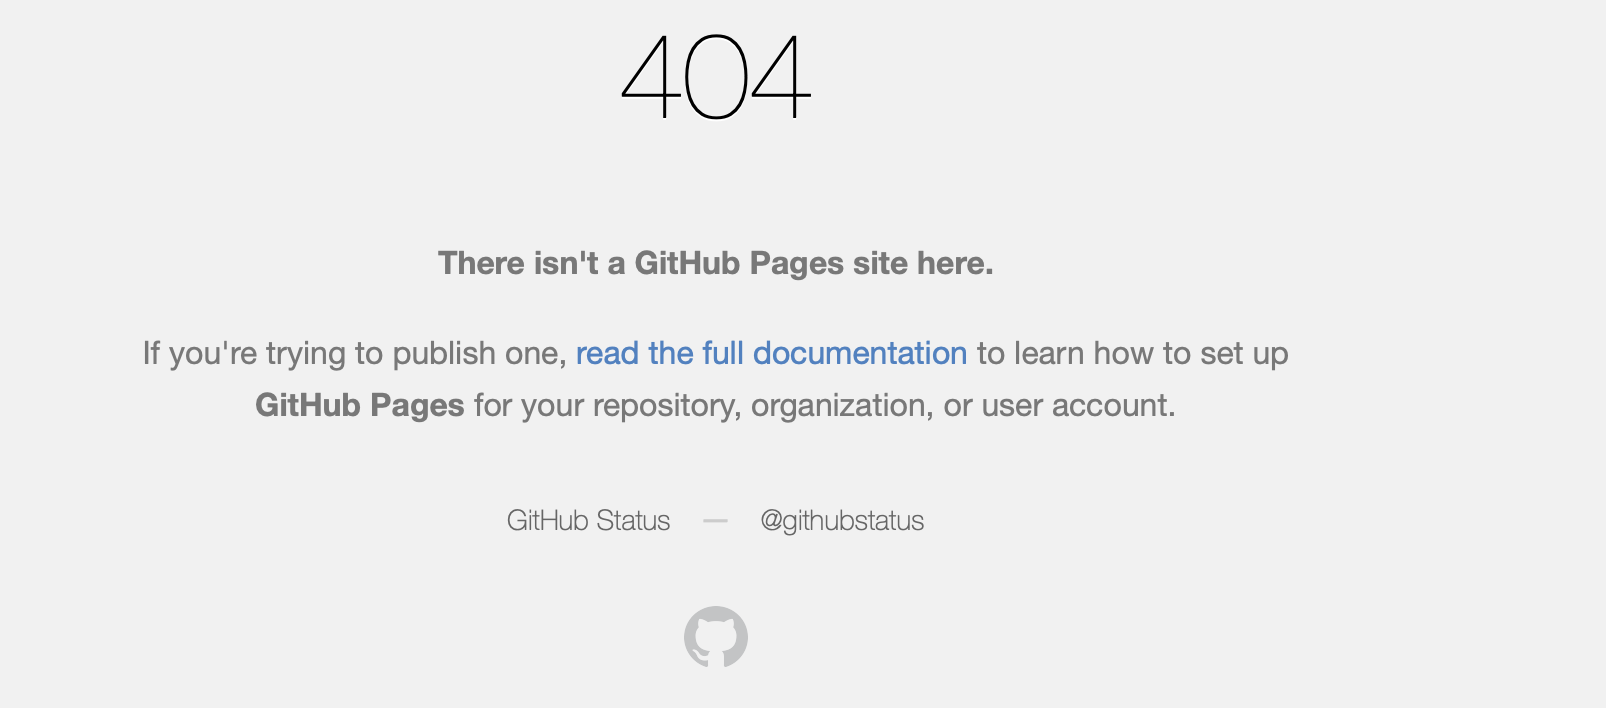 404
There isn't a GitHub Pages site here.
If you're trying to publish one, read the full documentation to learn how to set up
GitHub Pages for your repository, organization, or user account.
GitHub Status — @githubstatus